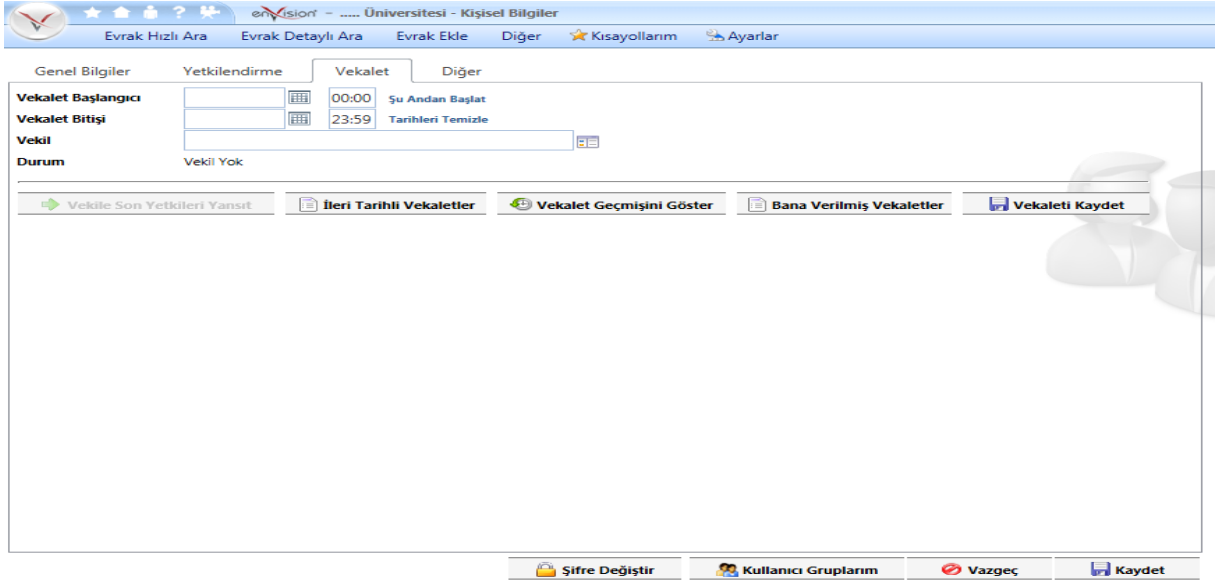 enVision - ..... Üniversitesi - Kişisel Bilgiler
Evrak Hızlı Ara Evrak Detaylı Ara Evrak Ekle Diğer Kısayollarım Ayarlar
Genel Bilgiler Yetkilendirme Vekalet Diğer
Vekalet Başlangıcı 00:00 Şu Andan Başlat
Vekalet Bitişi 23:59 Tarihleri Temizle
Vekil
Durum Vekil Yok
Vekile Son Yetkileri Yansıt İleri Tarihli Vekaletler Vekalet Geçmişini Göster Bana Verilmiş Vekaletler Vekaleti Kaydet
Şifre Değiştir Kullanıcı Gruplarım Vazgeç Kaydet